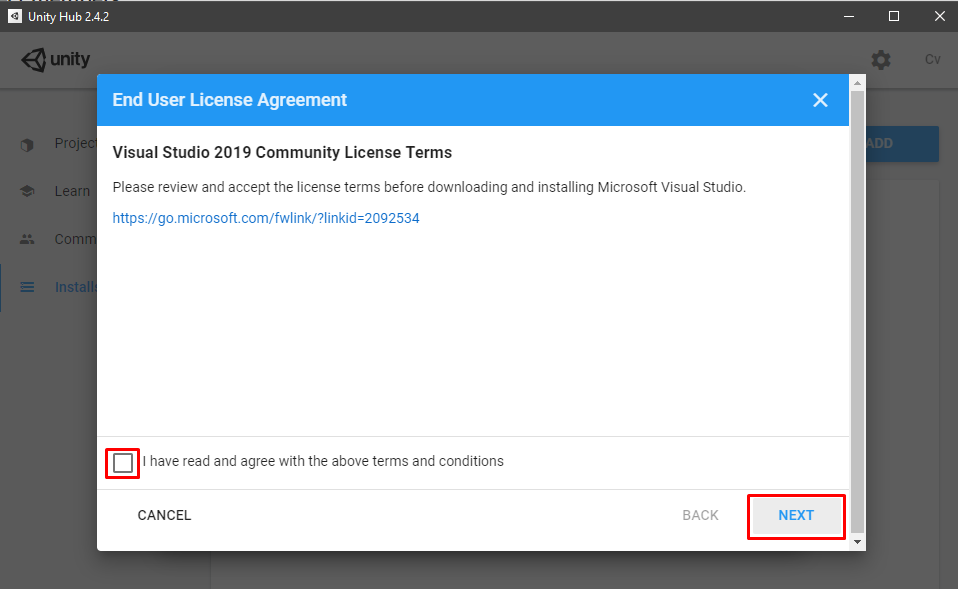 Unity Hub 2.4.2
unity
Cv
End User License Agreement
Project
ADD
Visual Studio 2019 Community License Terms
Please review and accept the license terms before downloading and installing Microsoft Visual Studio.
Learn
https://go.microsoft.com/fwlink/?linkid=2092534
Comm
Installs
I have read and agree with the above terms and conditions
CANCEL
BACK
NEXT